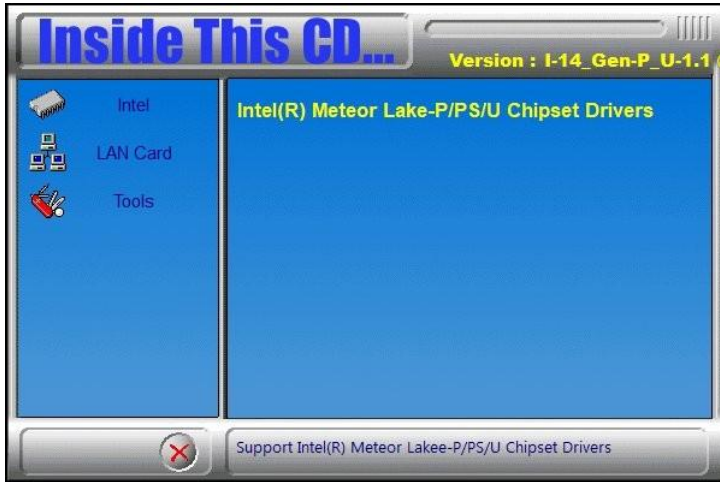 Inside This CD...
Version : I-14_Gen-P_U-1.1
Intel
LAN Card
Tools
Intel(R) Meteor Lake-P/PS/U Chipset Drivers
Support Intel(R) Meteor Lakee-P/PS/U Chipset Drivers